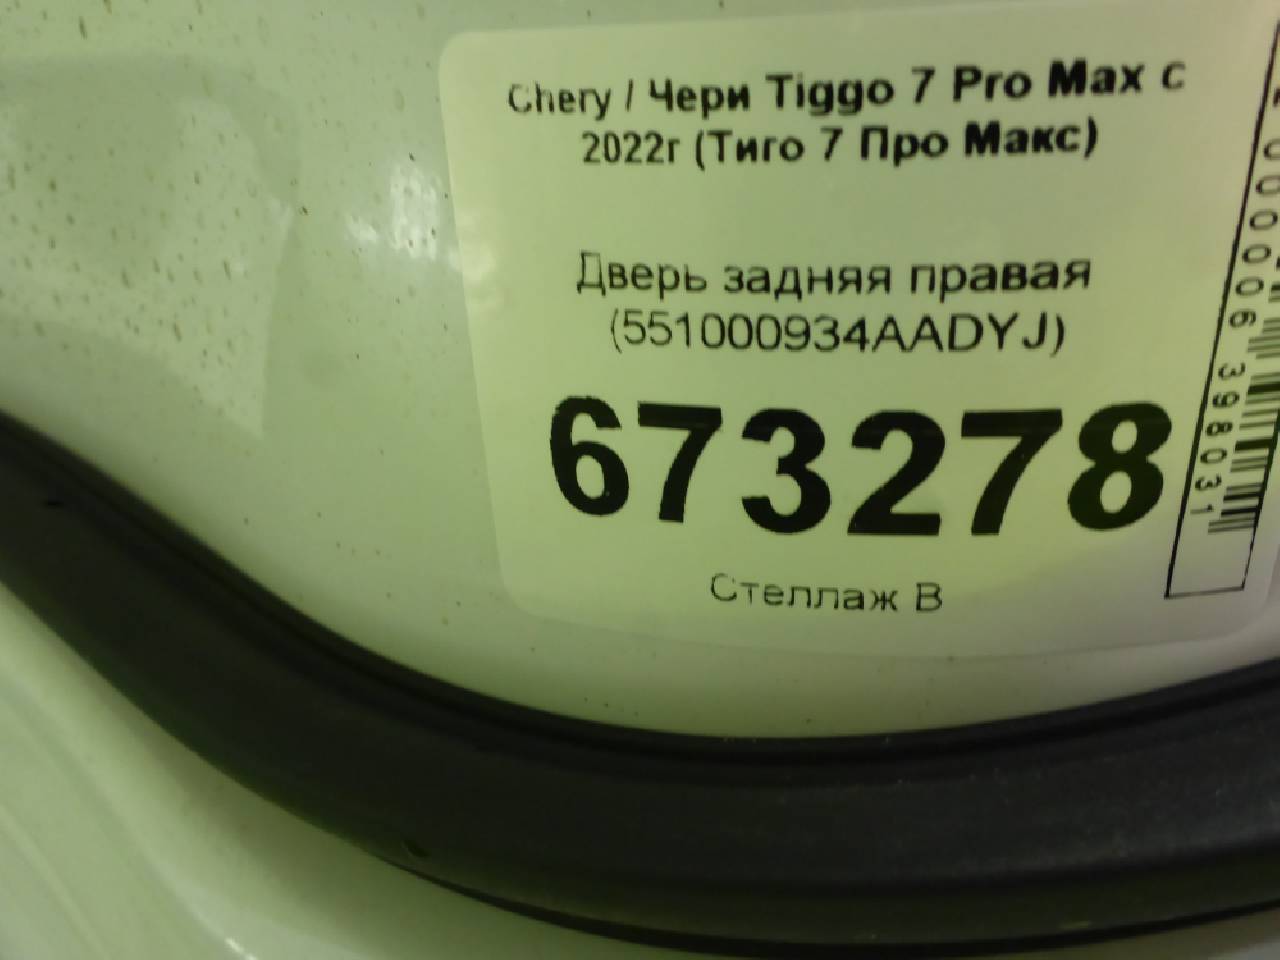 Chery / Чери Tiggo 7 Pro Max с
2022г (Тиго 7 Про Макс)
Дверь задняя правая
(551000934AADYJ)
673278
Стеллаж В